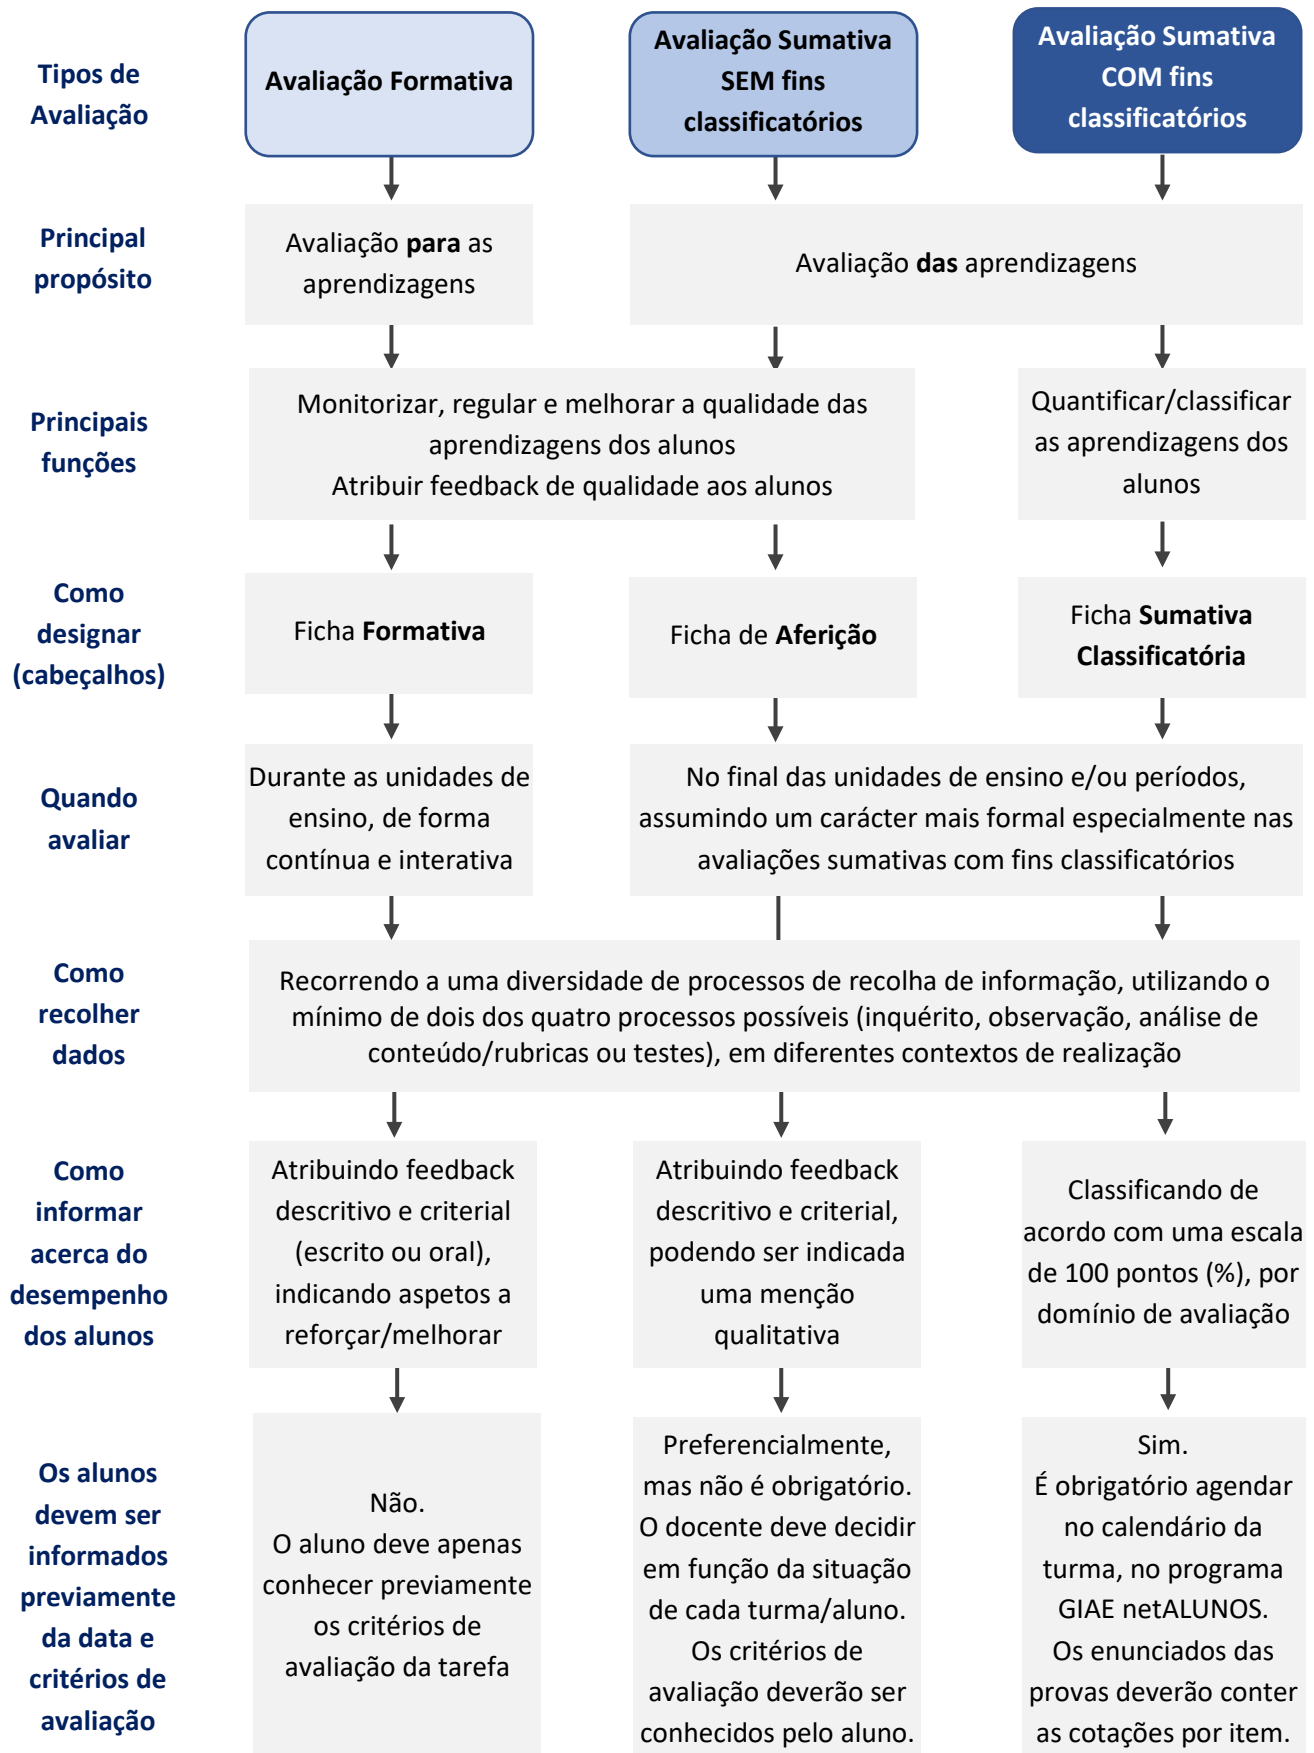 Tipos de
Avaliação
Avaliação Formativa
Avaliação Sumativa
SEM fins
classificatórios
Avaliação Sumativa
COM fins
classificatórios
Principal
propósito
Avaliação para as
aprendizagens
Avaliação das aprendizagens
Principais
funções
Monitorizar, regular e melhorar a qualidade das
aprendizagens dos alunos
Atribuir feedback de qualidade aos alunos
Quantificar/classificar
as aprendizagens dos
alunos
Como
designar
(cabeçalhos)
Ficha Formativa
Ficha de Aferição
Ficha Sumativa
Classificatória
Quando
avaliar
Durante as unidades de
ensino, de forma
contínua e interativa
No final das unidades de ensino e/ou períodos,
assumindo um carácter mais formal especialmente nas
avaliações sumativas com fins classificatórios
Como
recolher
dados
Recorrendo a uma diversidade de processos de recolha de informação, utilizando o
mínimo de dois dos quatro processos possíveis (inquérito, observação, análise de
conteúdo/rubricas ou testes), em diferentes contextos de realização
Como
informar
acerca do
desempenho
dos alunos
Atribuindo feedback
descritivo e criterial
(escrito ou oral),
indicando aspetos a
reforçar/melhorar
Atribuindo feedback
descritivo e criterial,
podendo ser indicada
uma menção
qualitativa
Classificando de
acordo com uma escala
de 100 pontos (%), por
domínio de avaliação
Os alunos
devem ser
informados
previamente
da data e
critérios de
avaliação
Não.
O aluno deve apenas
conhecer previamente
os critérios de
avaliação da tarefa
Preferencialmente,
mas não é obrigatório.
O docente deve decidir
em função da situação
de cada turma/aluno.
Os critérios de
avaliação deverão ser
conhecidos pelo aluno.
Sim.
É obrigatório agendar
no calendário da
turma, no programa
GIAE netALUNOS.
Os enunciados das
provas deverão conter
as cotações por item.